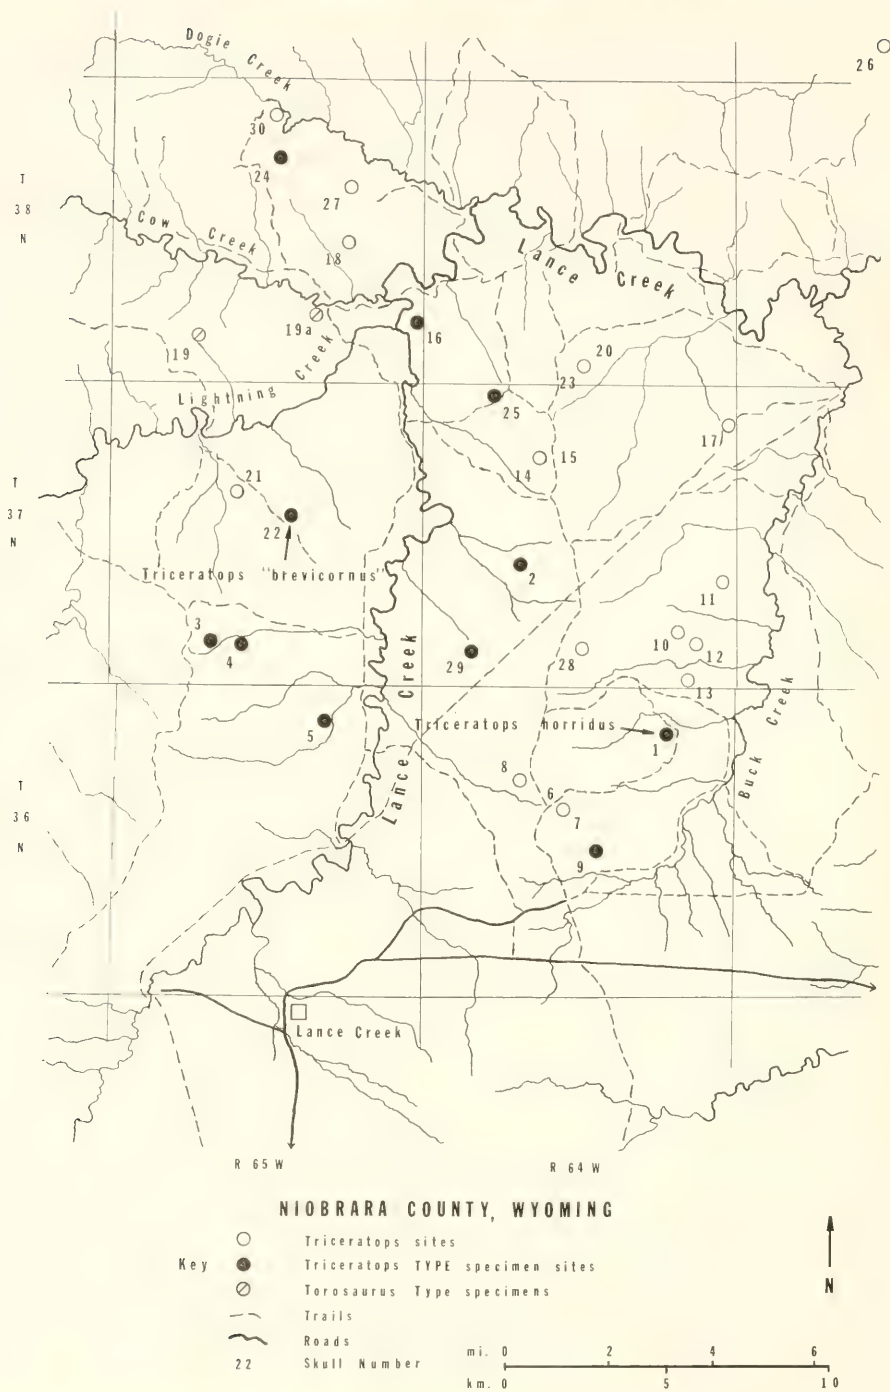 Dogie Creek
26
30
24
T
38
N
27
Cow Creek
18
Lance Creek
19a
16
19
20
Lightning Creek
23
25
17
14
15
21
T
37
N
22
Triceratops "brevicornus"
2
11
3
4
Lance Creek
29
28
10
12
13
Triceratops horridus
1
5
Buck Creek
8
T
36
N
6
7
9
Lance Creek
R 65 W
R 64 W
NIOBRARA COUNTY, WYOMING
Key
Triceratops sites
Triceratops TYPE specimen sites
Torosaurus Type specimens
Trails
Roads
22 Skull Number
N
mi. 0 2 4 6
km. 0 5 10